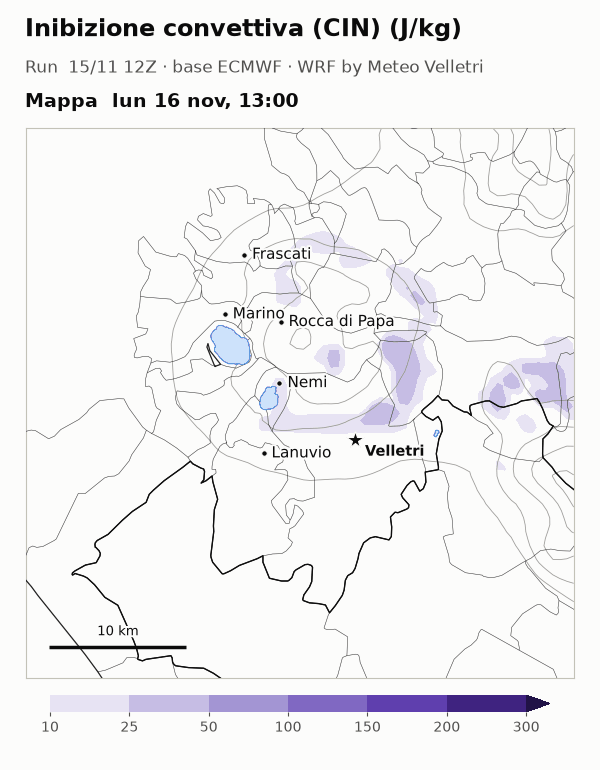 Inibizione convettiva (CIN) (J/kg)
Run  15/11 12Z · base ECMWF · WRF by Meteo Velletri
Mappa  lun 16 nov, 13:00
Frascati
Marino
Rocca di Papa
Nemi
Velletri
Lanuvio
10 km
10 25 50 100 150 200 300